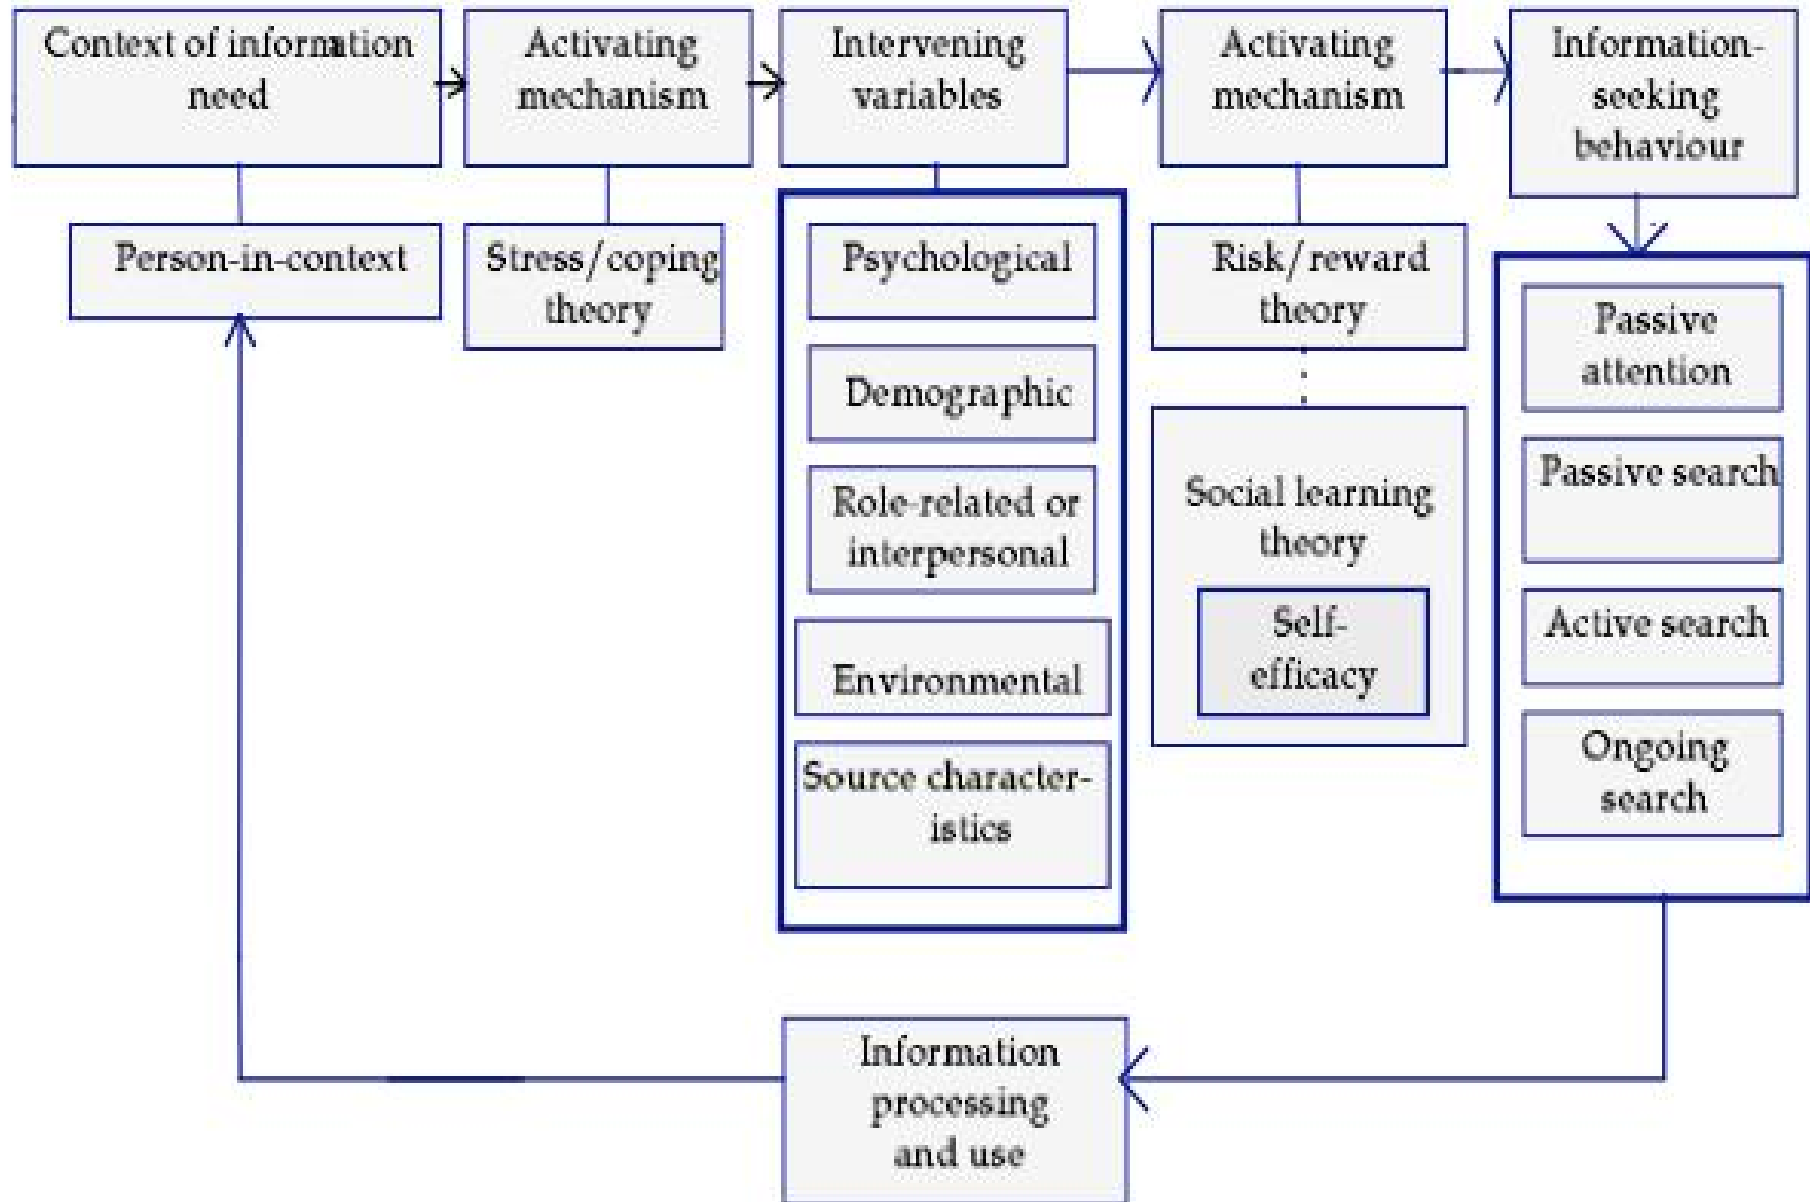 Context of information
need
Activating
mechanism
Intervening
variables
Activating
mechanism
Information-
seeking
behaviour
Person-in-context
Stress/coping
theory
Psychological
Demographic
Role-related or
interpersonal
Environmental
Source character-
istics
Risk/reward
theory
Social learning
theory
Self-
efficacy
Passive
attention
Passive search
Active search
Ongoing
search
Information
processing
and use